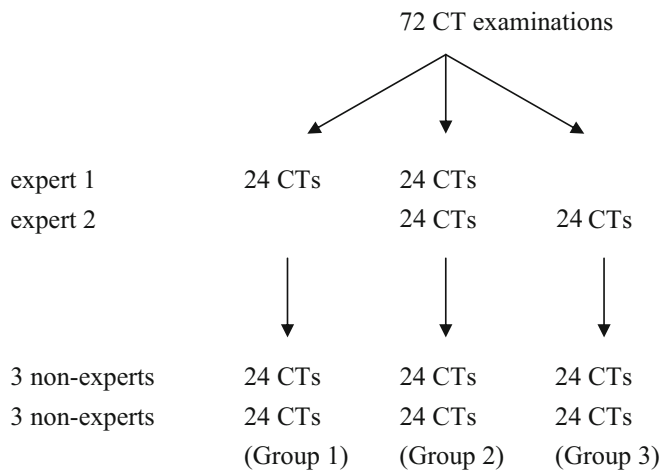 72 CT examinations
expert 1 24 CTs 24 CTs
expert 2 24 CTs 24 CTs
3 non-experts 24 CTs 24 CTs 24 CTs
3 non-experts 24 CTs 24 CTs 24 CTs
(Group 1) (Group 2) (Group 3)